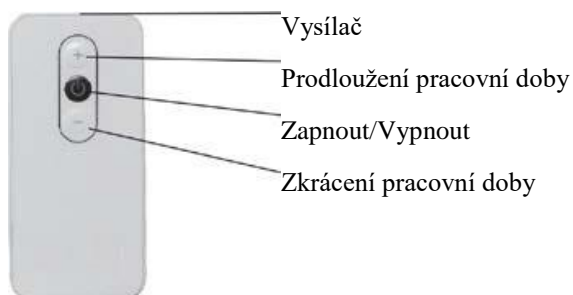 Vysílač
Prodloužení pracovní doby
+
Zapnout/Vypnout
−
Zkrácení pracovní doby